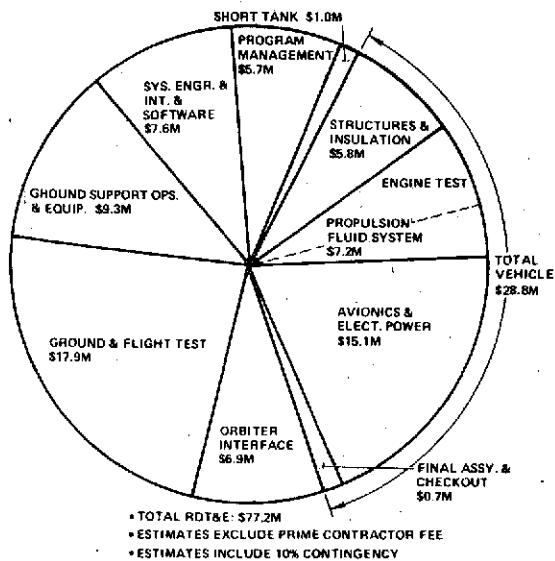 SHORT TANK $1.0M
PROGRAM
MANAGEMENT
$5.7M
SYS. ENGR. &
INT. &
SOFTWARE
$7.6M
STRUCTURES &
INSULATION
$5.8M
ENGINE TEST
GROUND SUPPORT OPS.
& EQUIP. $9.3M
PROPULSION
FLUID SYSTEM
$7.2M
TOTAL
VEHICLE
$28.8M
AVIONICS &
ELECT. POWER
$15.1M
GROUND & FLIGHT TEST
$17.9M
ORBITER
INTERFACE
$6.9M
FINAL ASSY. &
CHECKOUT
$0.7M
• TOTAL RDT&E: $77.2M
• ESTIMATES EXCLUDE PRIME CONTRACTOR FEE
• ESTIMATES INCLUDE 10% CONTINGENCY